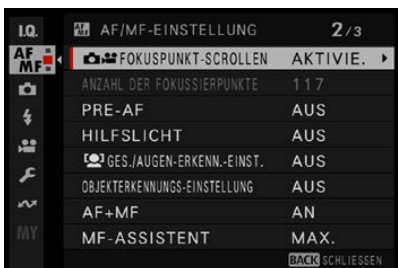 I.Q.
AF/MF-EINSTELLUNG 2/3
AF
MF
FOKUSPUNKT-SCROLLEN AKTIVIE.
ANZAHL DER FOKUSSIERPUNKTE 117
PRE-AF AUS
HILFSLICHT AUS
GES./AUGEN-ERKENN.-EINST. AUS
OBJEKTERKENNUNGS-EINSTELLUNG AUS
AF+MF AN
MY
MF-ASSISTENT MAX.
BACK SCHLIESSEN